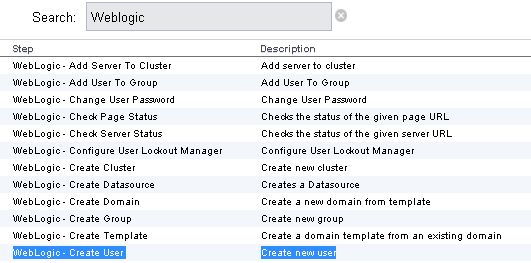 Search: Weblogic
Step Description
WebLogic - Add Server To Cluster Add server to cluster
WebLogic - Add User To Group Add User To Group
WebLogic - Change User Password Change User Password
WebLogic - Check Page Status Checks the status of the given page URL
WebLogic - Check Server Status Checks the status of the given server URL
WebLogic - Configure User Lockout Manager Configure User Lockout Manager
WebLogic - Create Cluster Create new cluster
WebLogic - Create Datasource Creates a Datasource
WebLogic - Create Domain Create a new domain from template
WebLogic - Create Group Create new group
WebLogic - Create Template Create a domain template from an existing domain
WebLogic - Create User Create new user